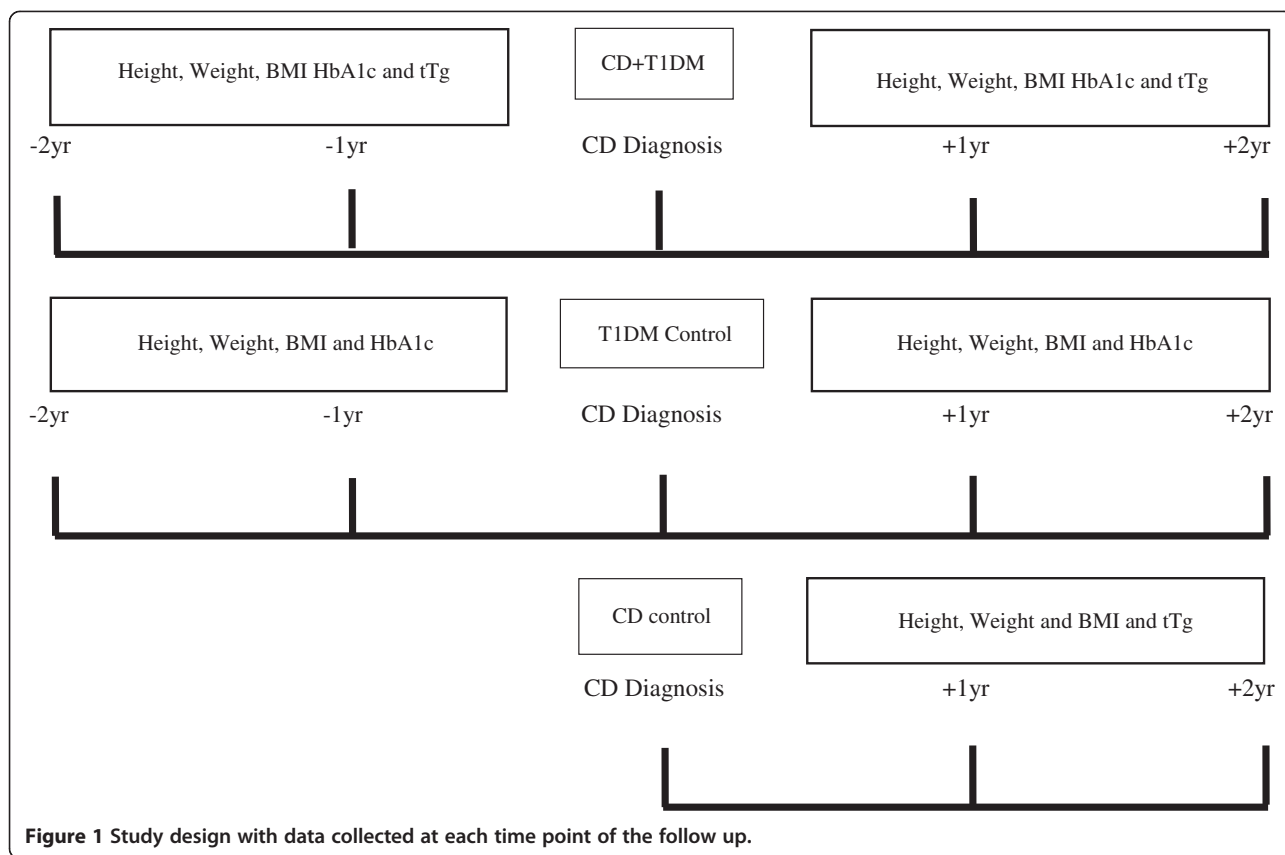 Height, Weight, BMI HbA1c and tTg
CD+T1DM
Height, Weight, BMI HbA1c and tTg
-2yr -1yr CD Diagnosis +1yr +2yr
Height, Weight, BMI and HbA1c
T1DM Control
Height, Weight, BMI and HbA1c
-2yr -1yr CD Diagnosis +1yr +2yr
CD control
Height, Weight and BMI and tTg
CD Diagnosis +1yr +2yr
Figure 1 Study design with data collected at each time point of the follow up.